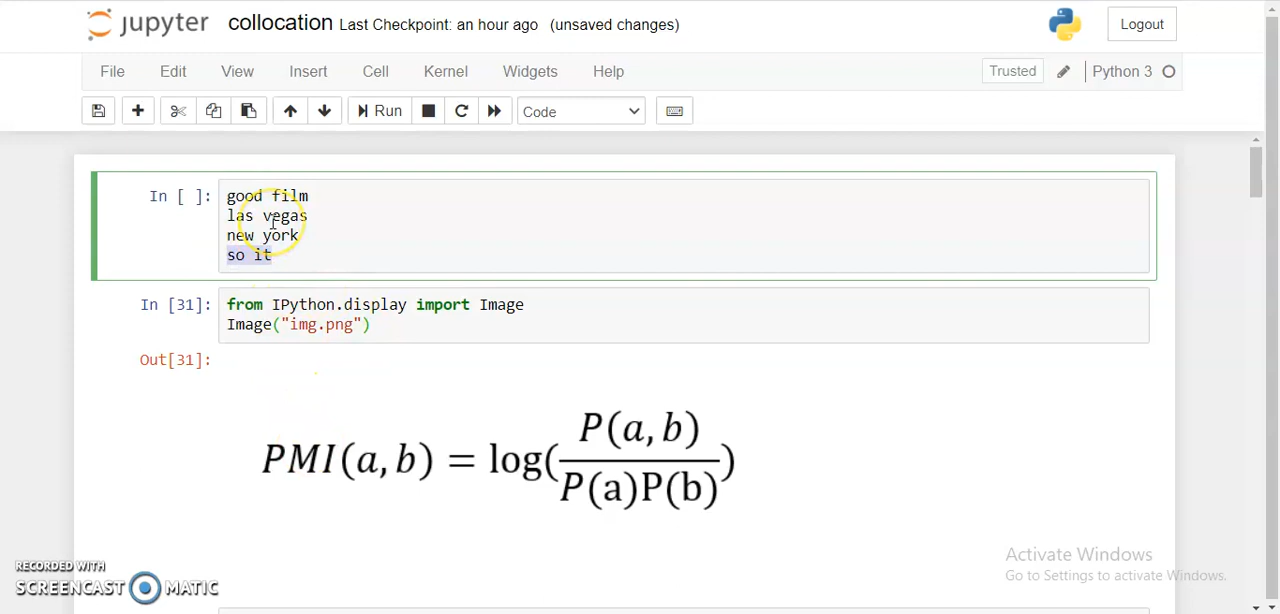 jupyter collocation Last Checkpoint: an hour ago (unsaved changes) Logout
File Edit View Insert Cell Kernel Widgets Help Trusted Python 3
Run Code
In [ ]: good film
las vegas
new york
so it
In [31]: from IPython.display import Image
Image("img.png")
Out[31]:
PMI(a, b) = log(P(a, b) / P(a)P(b))
Activate Windows
Go to Settings to activate Windows.
RECORDED WITH
SCREENCAST MATIC